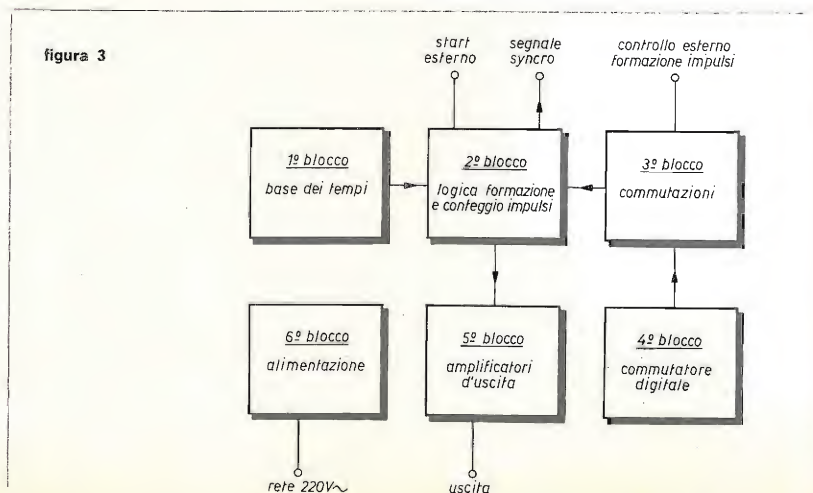 figura 3
start
esterno
segnale
syncro
controllo esterno
formazione impulsi
1º blocco
base dei tempi
2º blocco
logica formazione
e conteggio impulsi
3º blocco
commutazioni
6º blocco
alimentazione
5º blocco
amplificatori
d'uscita
4º blocco
commutatore
digitale
rete 220V~
uscita